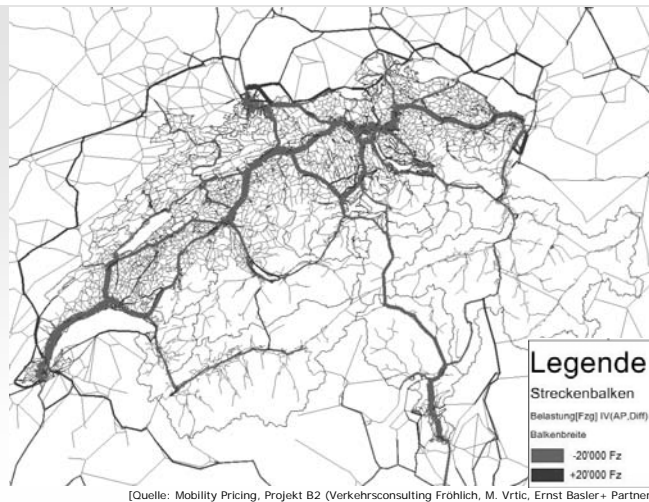 Legende
Streckenbalken
Belastung[Fzg] IV(AP,Diff)
Balkenbreite
-20'000 Fz
+20'000 Fz
[Quelle: Mobility Pricing, Projekt B2 (Verkehrsconsulting Fröhlich, M. Vrtic, Ernst Basler+ Partner